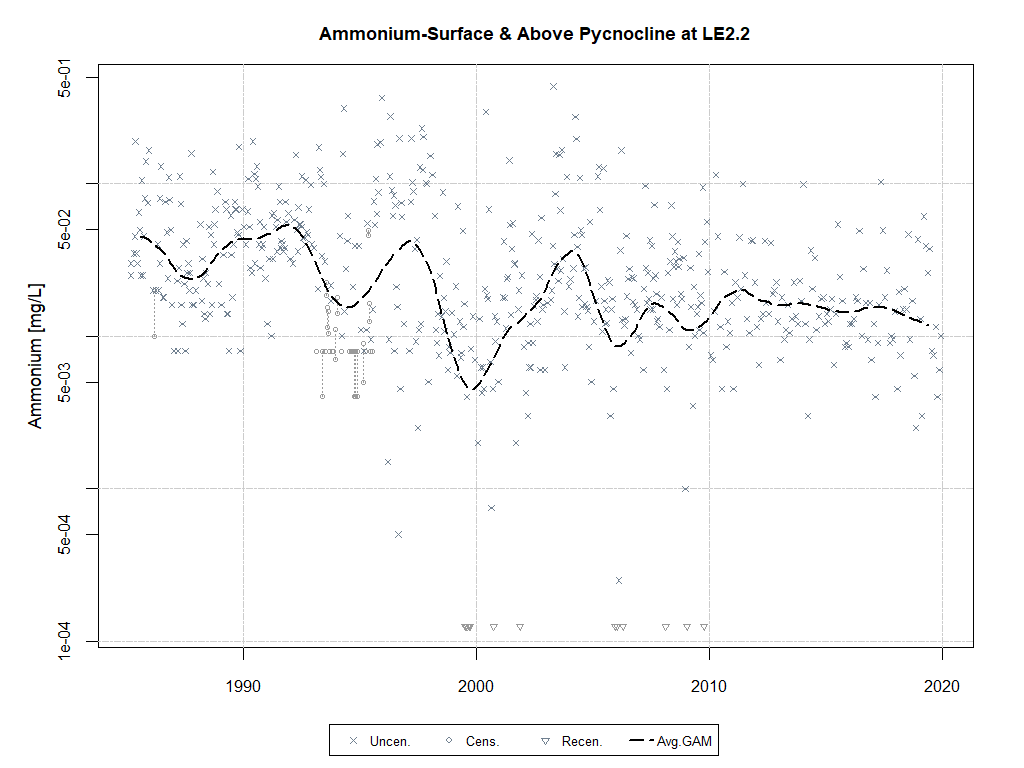 Ammonium-Surface & Above Pycnocline at LE2.2
Ammonium [mg/L]
5e-01
5e-02
5e-03
5e-04
1e-04
1990 2000 2010 2020
Uncen. Cens. Recen. Avg.GAM